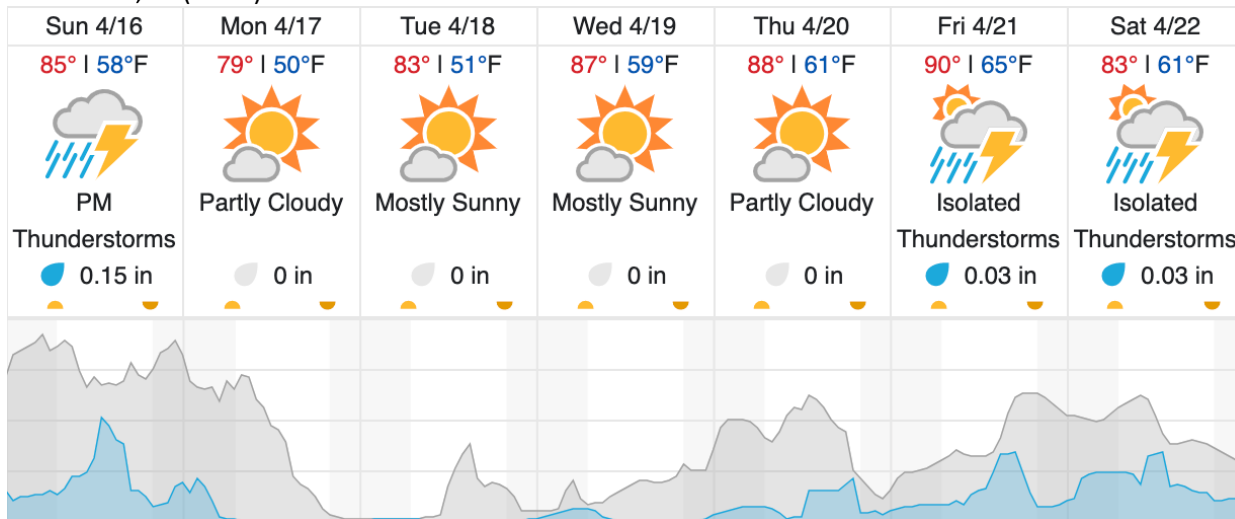 Sun 4/16
85° | 58°F
PM
Thunderstorms
0.15 in
Mon 4/17
79° | 50°F
Partly Cloudy
0 in
Tue 4/18
83° | 51°F
Mostly Sunny
0 in
Wed 4/19
87° | 59°F
Mostly Sunny
0 in
Thu 4/20
88° | 61°F
Partly Cloudy
0 in
Fri 4/21
90° | 65°F
Isolated
Thunderstorms
0.03 in
Sat 4/22
83° | 61°F
Isolated
Thunderstorms
0.03 in